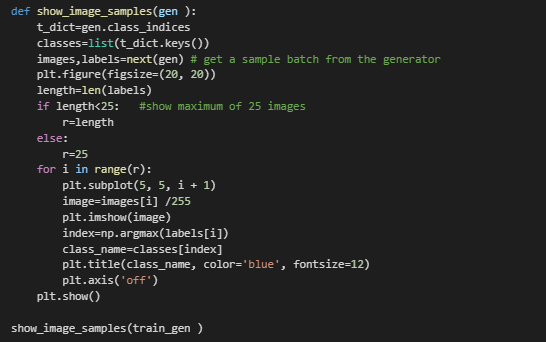 def show_image_samples(gen ):
    t_dict=gen.class_indices
    classes=list(t_dict.keys())
    images,labels=next(gen) # get a sample batch from the generator
    plt.figure(figsize=(20, 20))
    length=len(labels)
    if length<25:   #show maximum of 25 images
        r=length
    else:
        r=25
    for i in range(r):
        plt.subplot(5, 5, i + 1)
        image=images[i] /255
        plt.imshow(image)
        index=np.argmax(labels[i])
        class_name=classes[index]
        plt.title(class_name, color='blue', fontsize=12)
        plt.axis('off')
    plt.show()

show_image_samples(train_gen )